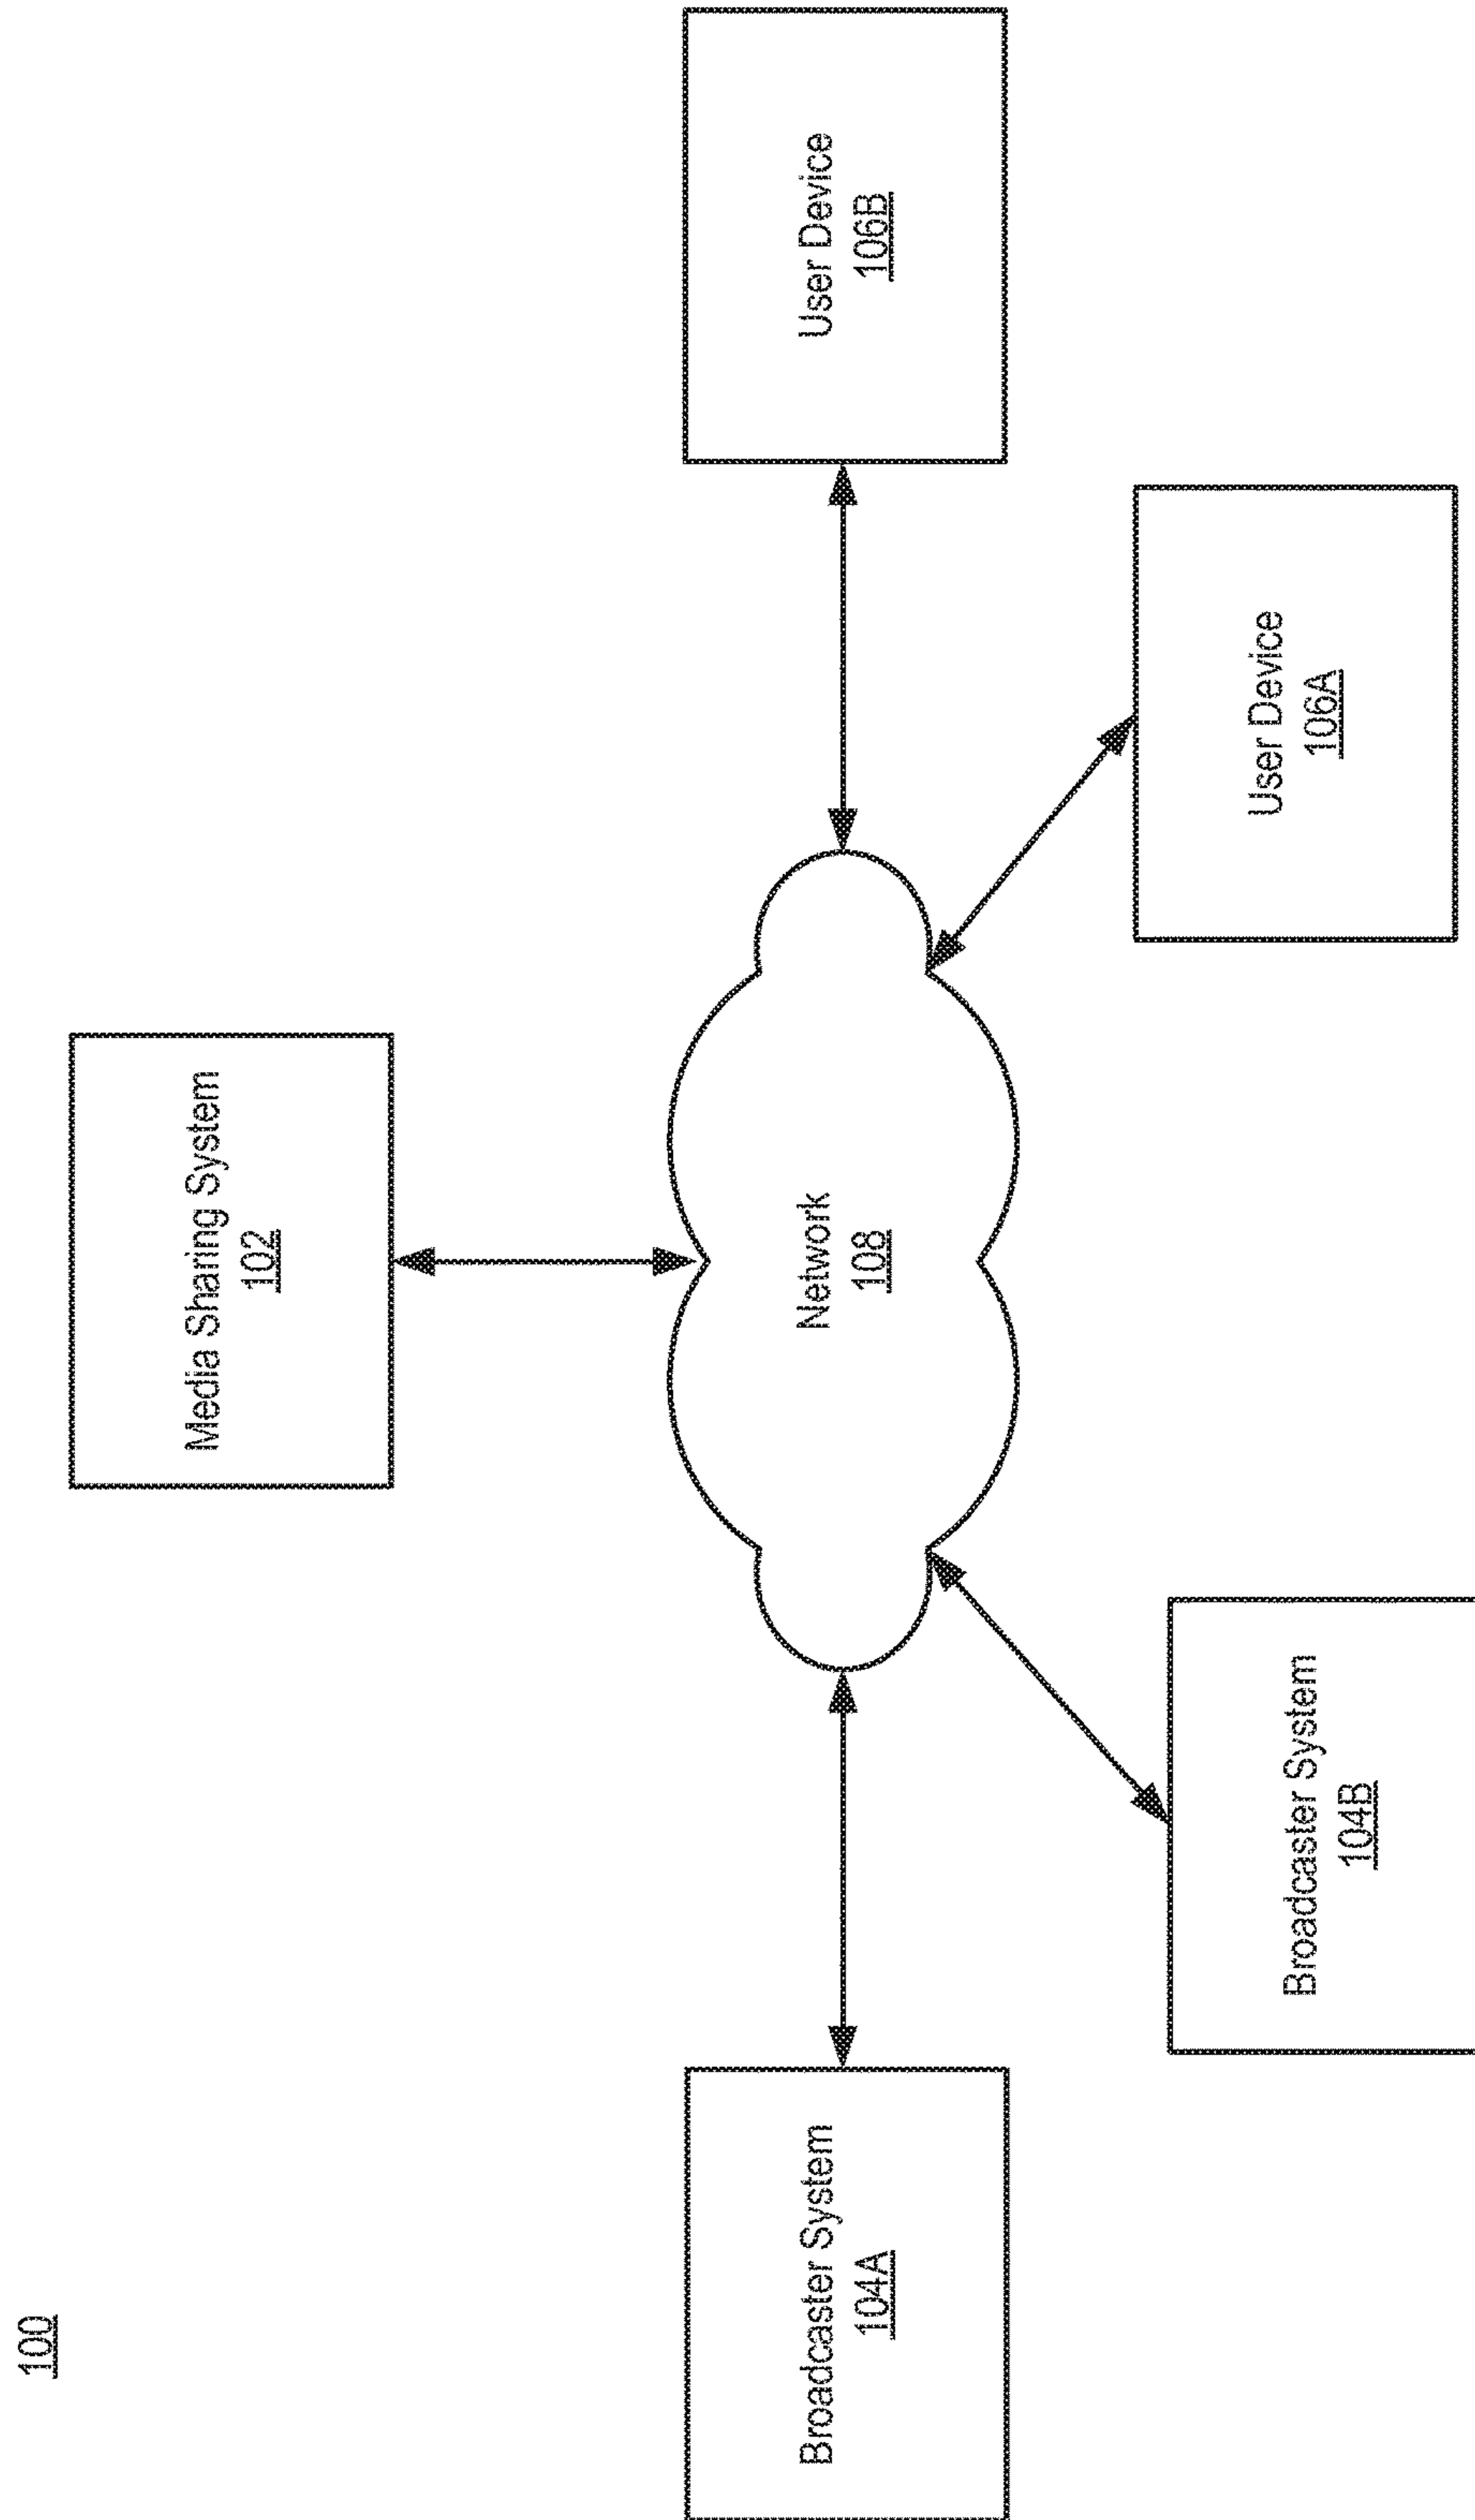 100
Media Sharing System
102
Broadcaster System
104A
Network
108
User Device
106B
Broadcaster System
104B
User Device
106A